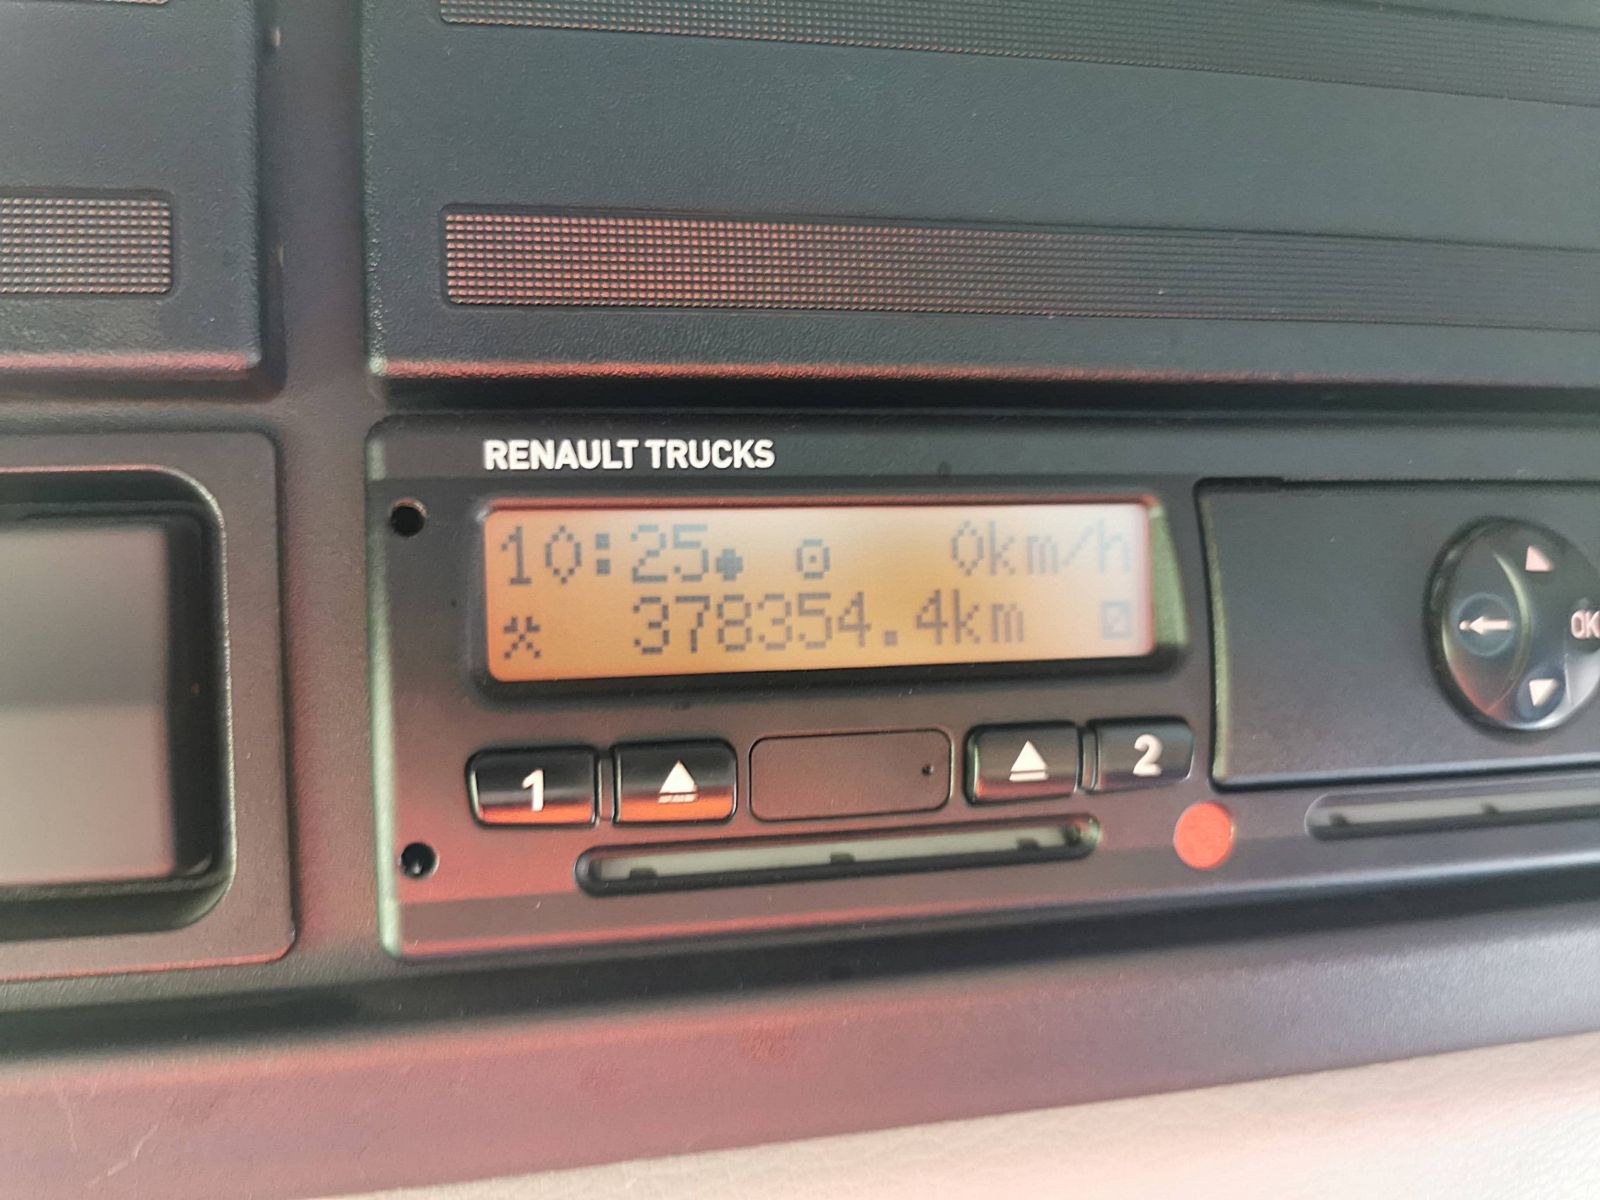 RENAULT TRUCKS
10:25 0km/h
378354.4km
1 2
OK